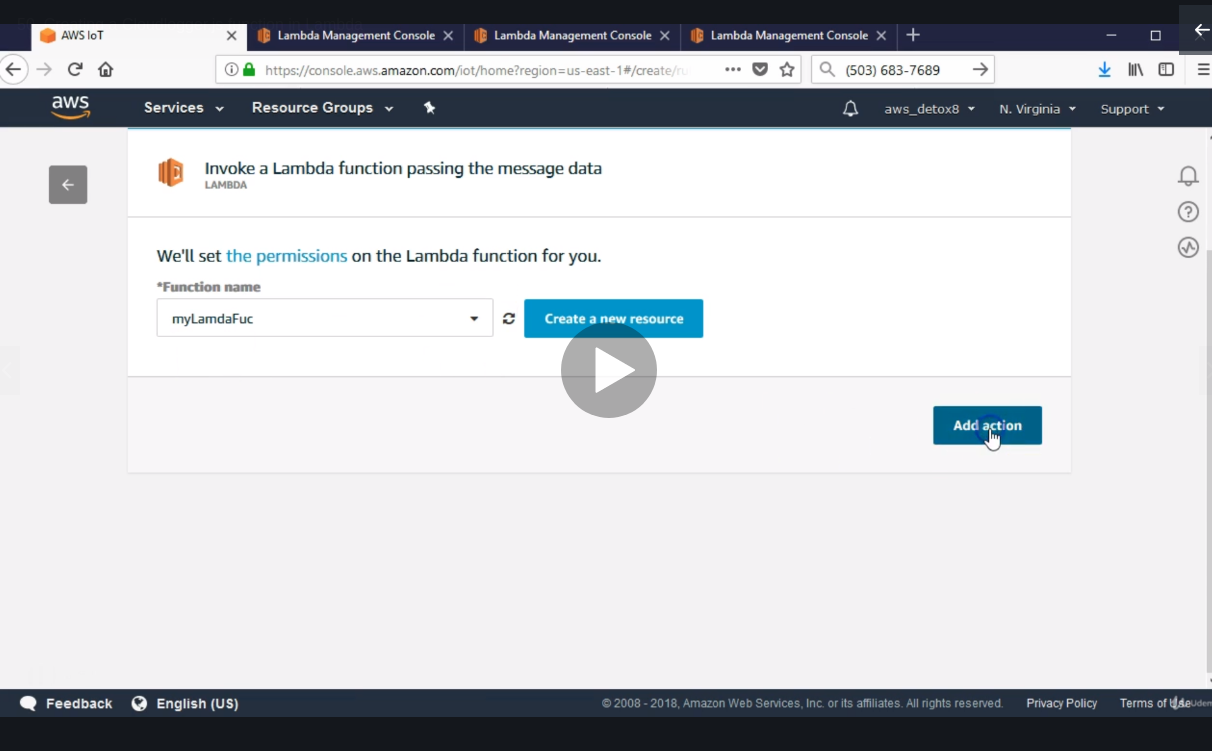 AWS IoT
Lambda Management Console
Lambda Management Console
Lambda Management Console
https://console.aws.amazon.com/iot/home?region=us-east-1#/create/ru
(503) 683-7689
aws
Services
Resource Groups
aws_detox8
N. Virginia
Support
Invoke a Lambda function passing the message data
LAMBDA
We'll set the permissions on the Lambda function for you.
*Function name
myLamdaFuc
Create a new resource
Add action
Feedback
English (US)
© 2008 - 2018, Amazon Web Services, Inc. or its affiliates. All rights reserved.
Privacy Policy
Terms of Use